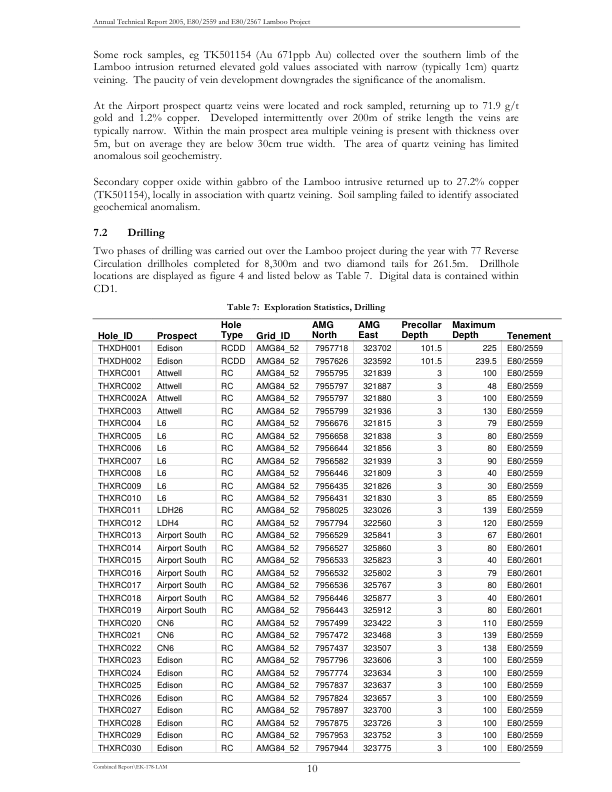 Annual Technical Report 2005, E80/2559 and E80/2567 Lamboo Project
Some rock samples, eg TK501154 (Au 671ppb Au) collected over the southern limb of the
Lamboo intrusion returned elevated gold values associated with narrow (typically 1cm) quartz
veining. The paucity of vein development downgrades the significance of the anomalism.
At the Airport prospect quartz veins were located and rock sampled, returning up to 71.9 g/t
gold and 1.2% copper. Developed intermittently over 200m of strike length the veins are
typically narrow. Within the main prospect area multiple veining is present with thickness over
5m, but on average they are below 30cm true width. The area of quartz veining has limited
anomalous soil geochemistry.
Secondary copper oxide within gabbro of the Lamboo intrusive returned up to 27.2% copper
(TK501154), locally in association with quartz veining. Soil sampling failed to identify associated
geochemical anomalism.
7.2 Drilling
Two phases of drilling was carried out over the Lamboo project during the year with 77 Reverse
Circulation drillholes completed for 8,300m and two diamond tails for 261.5m. Drillhole
locations are displayed as figure 4 and listed below as Table 7. Digital data is contained within
CD1.
Table 7: Exploration Statistics, Drilling
Hole_ID Prospect Hole Type Grid_ID AMG North AMG East Precollar Depth Maximum Depth Tenement
THXDH001 Edison RCDD AMG84_52 7957718 323702 101.5 225 E80/2559
THXDH002 Edison RCDD AMG84_52 7957626 323592 101.5 239.5 E80/2559
THXRC001 Attwell RC AMG84_52 7955795 321839 3 100 E80/2559
THXRC002 Attwell RC AMG84_52 7955797 321887 3 48 E80/2559
THXRC002A Attwell RC AMG84_52 7955797 321880 3 100 E80/2559
THXRC003 Attwell RC AMG84_52 7955799 321936 3 130 E80/2559
THXRC004 L6 RC AMG84_52 7956676 321815 3 79 E80/2559
THXRC005 L6 RC AMG84_52 7956658 321838 3 80 E80/2559
THXRC006 L6 RC AMG84_52 7956644 321856 3 80 E80/2559
THXRC007 L6 RC AMG84_52 7956582 321939 3 90 E80/2559
THXRC008 L6 RC AMG84_52 7956446 321809 3 40 E80/2559
THXRC009 L6 RC AMG84_52 7956435 321826 3 30 E80/2559
THXRC010 L6 RC AMG84_52 7956431 321830 3 85 E80/2559
THXRC011 LDH26 RC AMG84_52 7958025 323026 3 139 E80/2559
THXRC012 LDH4 RC AMG84_52 7957794 322560 3 120 E80/2559
THXRC013 Airport South RC AMG84_52 7956529 325841 3 67 E80/2601
THXRC014 Airport South RC AMG84_52 7956527 325860 3 80 E80/2601
THXRC015 Airport South RC AMG84_52 7956533 325823 3 40 E80/2601
THXRC016 Airport South RC AMG84_52 7956532 325802 3 79 E80/2601
THXRC017 Airport South RC AMG84_52 7956536 325767 3 80 E80/2601
THXRC018 Airport South RC AMG84_52 7956446 325877 3 40 E80/2601
THXRC019 Airport South RC AMG84_52 7956443 325912 3 80 E80/2601
THXRC020 CN6 RC AMG84_52 7957499 323422 3 110 E80/2559
THXRC021 CN6 RC AMG84_52 7957472 323468 3 139 E80/2559
THXRC022 CN6 RC AMG84_52 7957437 323507 3 138 E80/2559
THXRC023 Edison RC AMG84_52 7957796 323606 3 100 E80/2559
THXRC024 Edison RC AMG84_52 7957774 323634 3 100 E80/2559
THXRC025 Edison RC AMG84_52 7957837 323637 3 100 E80/2559
THXRC026 Edison RC AMG84_52 7957824 323657 3 100 E80/2559
THXRC027 Edison RC AMG84_52 7957897 323700 3 100 E80/2559
THXRC028 Edison RC AMG84_52 7957875 323726 3 100 E80/2559
THXRC029 Edison RC AMG84_52 7957953 323752 3 100 E80/2559
THXRC030 Edison RC AMG84_52 7957944 323775 3 100 E80/2559
Combined Report\EK-178-LAM
10